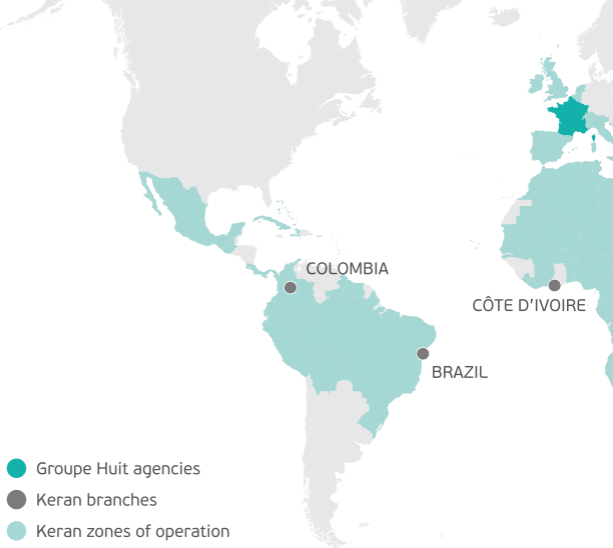 COLOMBIA
CÔTE D'IVOIRE
BRAZIL
Groupe Huit agencies
Keran branches
Keran zones of operation